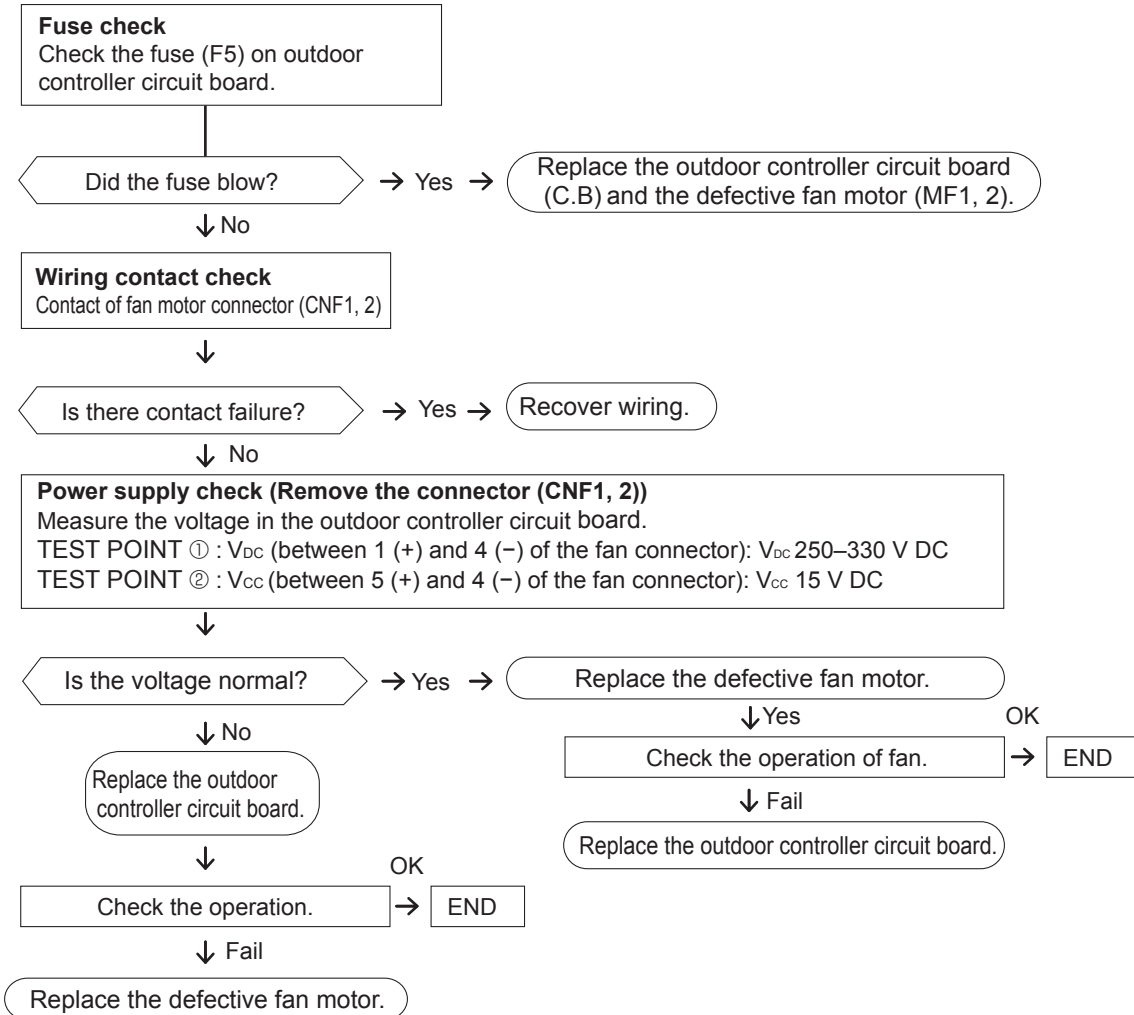 Fuse check
Check the fuse (F5) on outdoor
controller circuit board.
Did the fuse blow?
Yes
Replace the outdoor controller circuit board
(C.B) and the defective fan motor (MF1, 2).
No
Wiring contact check
Contact of fan motor connector (CNF1, 2)
Is there contact failure?
Yes
Recover wiring.
No
Power supply check (Remove the connector (CNF1, 2))
Measure the voltage in the outdoor controller circuit board.
TEST POINT ① : VDC (between 1 (+) and 4 (−) of the fan connector): VDC 250–330 V DC
TEST POINT ② : VCC (between 5 (+) and 4 (−) of the fan connector): Vcc 15 V DC
Is the voltage normal?
Yes
Replace the defective fan motor.
Yes
OK
Check the operation of fan.
END
Fail
Replace the outdoor controller circuit board.
No
Replace the outdoor
controller circuit board.
OK
Check the operation.
END
Fail
Replace the defective fan motor.